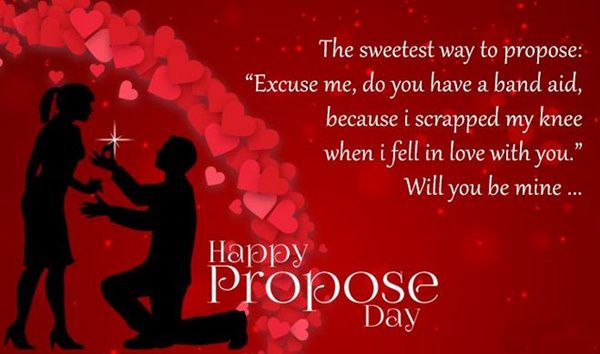 The sweetest way to propose:
“Excuse me, do you have a band aid,
because i scrapped my knee
when i fell in love with you.”
Will you be mine ...
Happy
Propose
Day